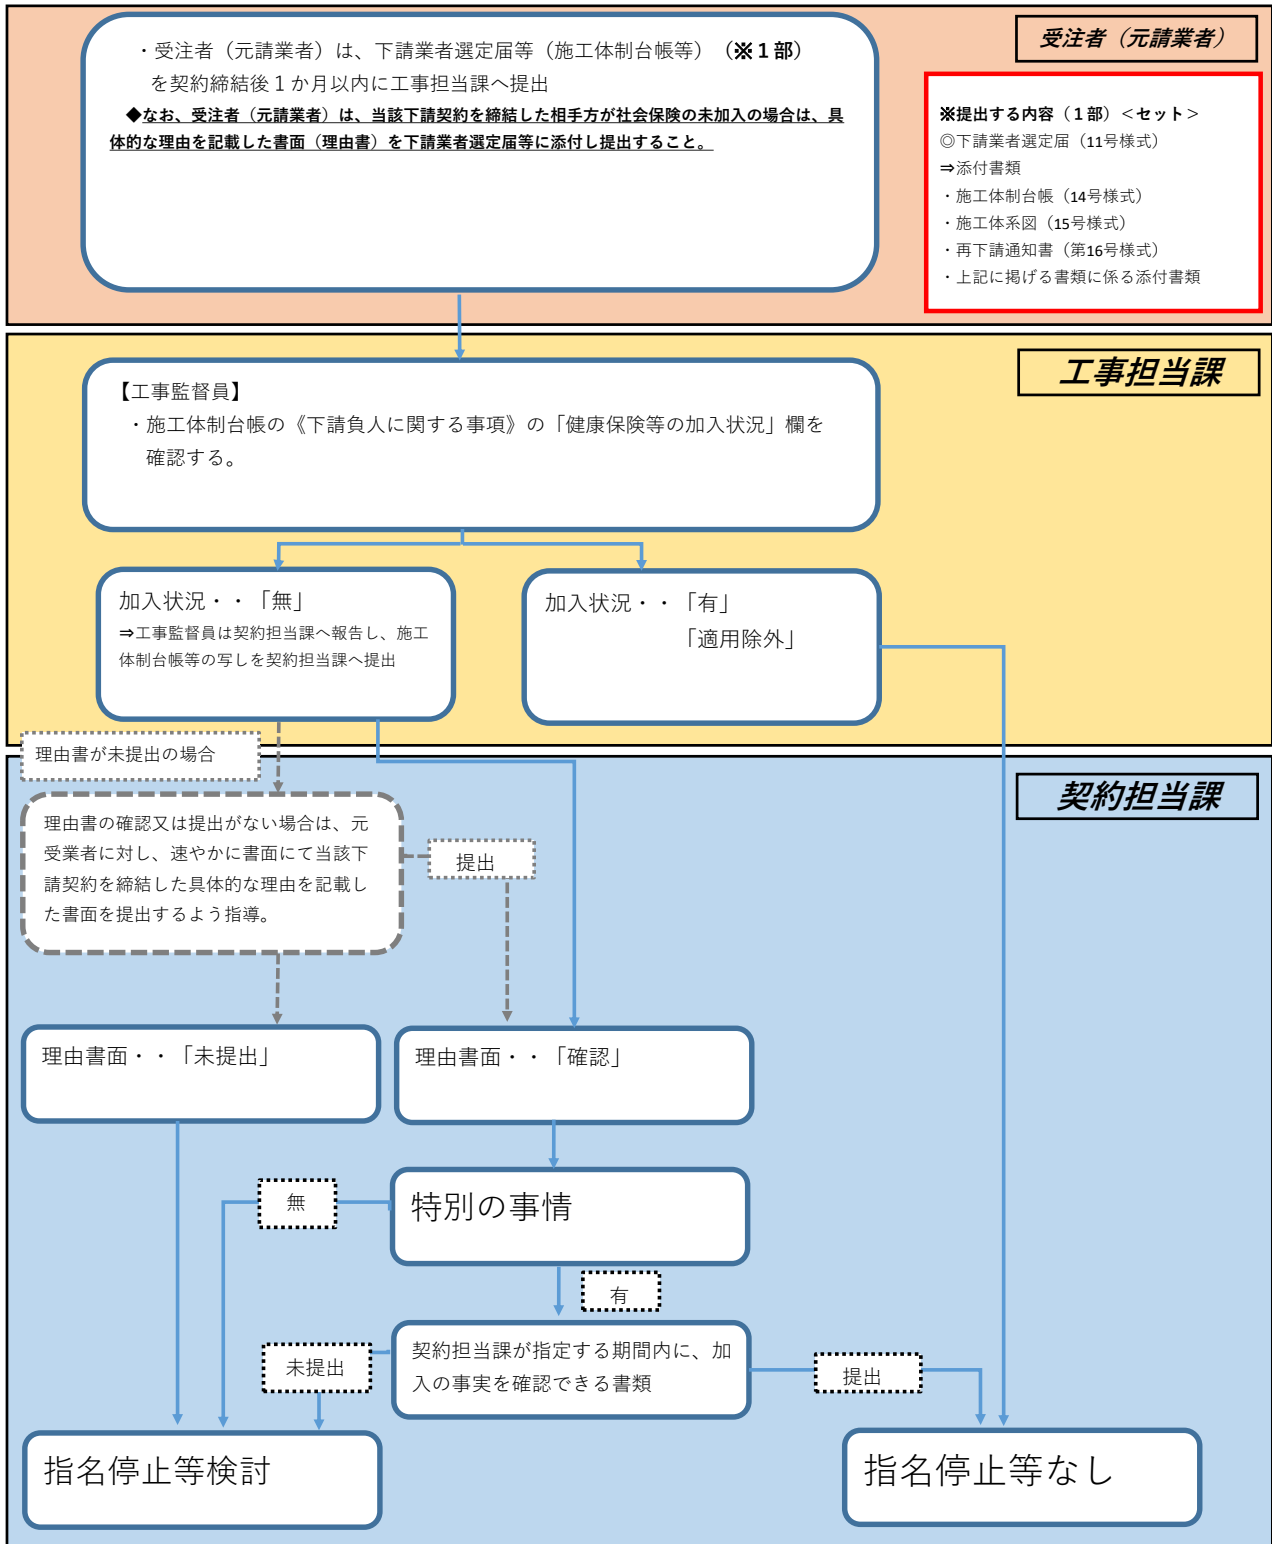 受注者（元請業者）
・受注者（元請業者）は、下請業者選定届等（施工体制台帳等）（※１部）
を契約締結後１か月以内に工事担当課へ提出
◆なお、受注者（元請業者）は、当該下請契約を締結した相手方が社会保険の未加入の場合は、具
体的な理由を記載した書面（理由書）を下請業者選定届等に添付し提出すること。
※提出する内容（１部）＜セット＞
◎下請業者選定届（11号様式）
⇒添付書類
・施工体制台帳（14号様式）
・施工体系図（15号様式）
・再下請通知書（第16号様式）
・上記に掲げる書類に係る添付書類
工事担当課
【工事監督員】
・施工体制台帳の《下請負人に関する事項》の「健康保険等の加入状況」欄を
確認する。
加入状況・・「無」
⇒工事監督員は契約担当課へ報告し、施工
体制台帳等の写しを契約担当課へ提出
加入状況・・「有」
「適用除外」
理由書が未提出の場合
契約担当課
理由書の確認又は提出がない場合は、元
受業者に対し、速やかに書面にて当該下
請契約を締結した具体的な理由を記載し
た書面を提出するよう指導。
提出
理由書面・・「未提出」
理由書面・・「確認」
無
特別の事情
有
未提出
契約担当課が指定する期間内に、加
入の事実を確認できる書類
提出
指名停止等検討
指名停止等なし